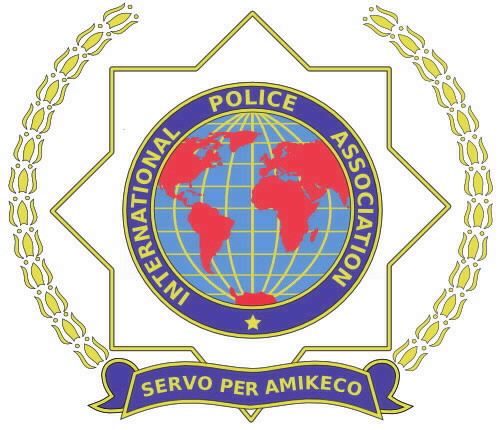 INTERNATIONAL POLICE ASSOCIATION
SERVO PER AMIKECO